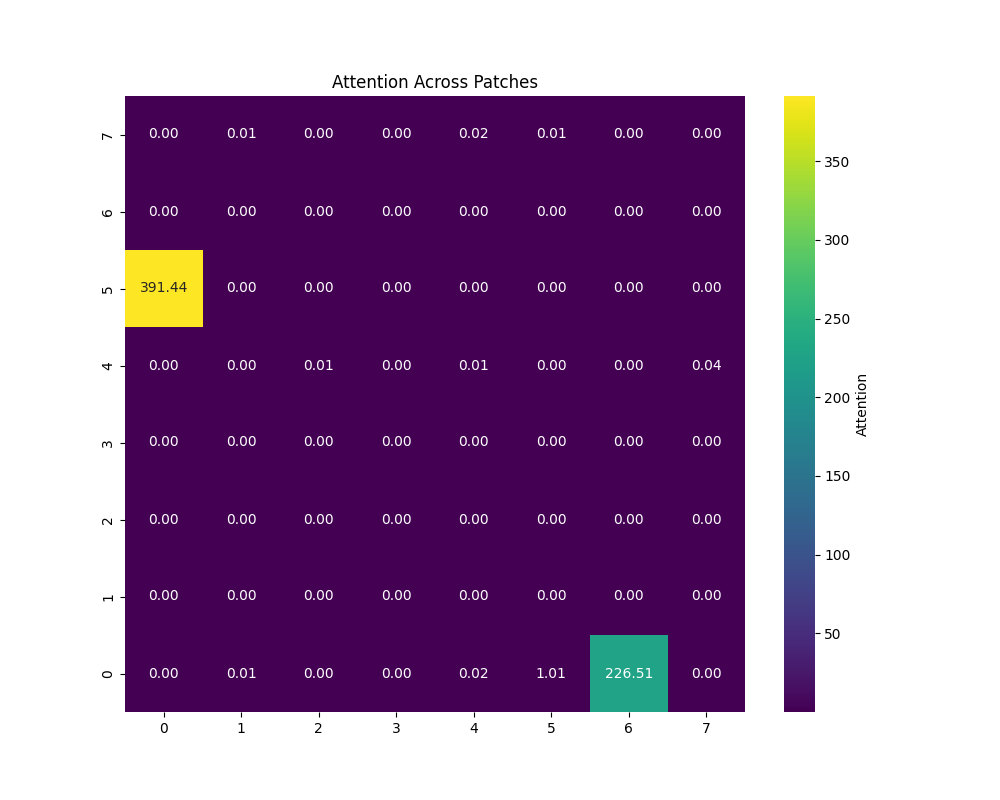 Attention Across Patches
7 0.00 0.01 0.00 0.00 0.02 0.01 0.00 0.00
350
6 0.00 0.00 0.00 0.00 0.00 0.00 0.00 0.00
300
5 391.44 0.00 0.00 0.00 0.00 0.00 0.00 0.00
250
4 0.00 0.00 0.01 0.00 0.01 0.00 0.00 0.04
200
Attention
3 0.00 0.00 0.00 0.00 0.00 0.00 0.00 0.00
150
2 0.00 0.00 0.00 0.00 0.00 0.00 0.00 0.00
100
1 0.00 0.00 0.00 0.00 0.00 0.00 0.00 0.00
50
0 0.00 0.01 0.00 0.00 0.02 1.01 226.51 0.00
0 1 2 3 4 5 6 7